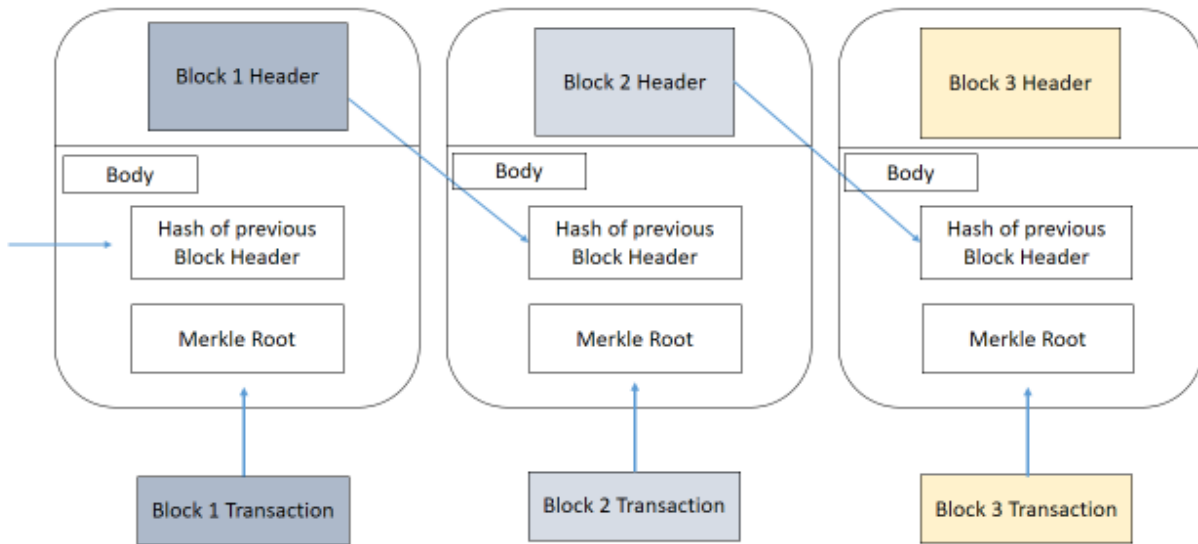 Block 1 Header
Block 2 Header
Block 3 Header
Body
Body
Body
Hash of previous
Block Header
Hash of previous
Block Header
Hash of previous
Block Header
Merkle Root
Merkle Root
Merkle Root
Block 1 Transaction
Block 2 Transaction
Block 3 Transaction